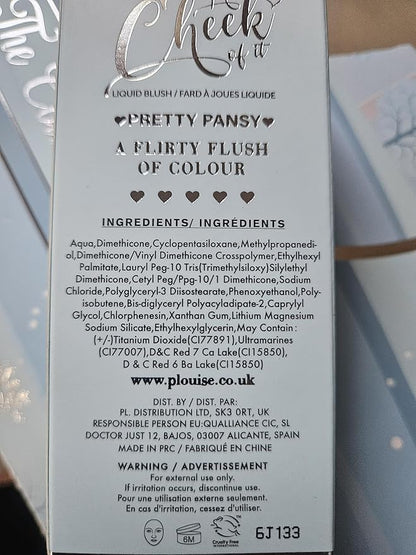 Cheek
of it
LIQUID BLUSH / FARD À JOUES LIQUIDE
♥PRETTY PANSY♥
A FLIRTY FLUSH
OF COLOUR
INGREDIENTS/ INGRÉDIENTS
Aqua,Dimethicone,Cyclopentasiloxane,Methylpropanedi-
ol,Dimethicone/Vinyl Dimethicone Crosspolymer,Ethylhexyl
Palmitate,Lauryl Peg-10 Tris(Trimethylsiloxy)Silylethyl
Dimethicone,Cetyl Peg/Ppg-10/1 Dimethicone,Sodium
Chloride,Polyglyceryl-3 Diisostearate,Phenoxyethanol,Poly-
isobutene,Bis-diglyceryl Polyacyladipate-2,Caprylyl
Glycol,Chlorphenesin,Xanthan Gum,Lithium Magnesium
Sodium Silicate,Ethylhexylglycerin,May Contain :
(+/-)Titanium Dioxide(CI77891),Ultramarines
(CI77007),D&C Red 7 Ca Lake(CI15850),
D & C Red 6 Ba Lake(CI15850)
www.plouise.co.uk
DIST. BY / DIST. PAR:
PL. DISTRIBUTION LTD, SK3 0RT, UK
RESPONSIBLE PERSON EU:QUALLIANCE CIC, SL
DOCTOR JUST 12, BAJOS, 03007 ALICANTE, SPAIN
MADE IN PRC / FABRIQUÉ EN CHINE
WARNING / ADVERTISSEMENT
For external use only.
If irritation occurs, discontinue use.
Pour une utilisation externe seulement.
En cas d'irritation, cessez d'utiliser.
6M
Cruelty Free
INTERNATIONAL
6J133
The